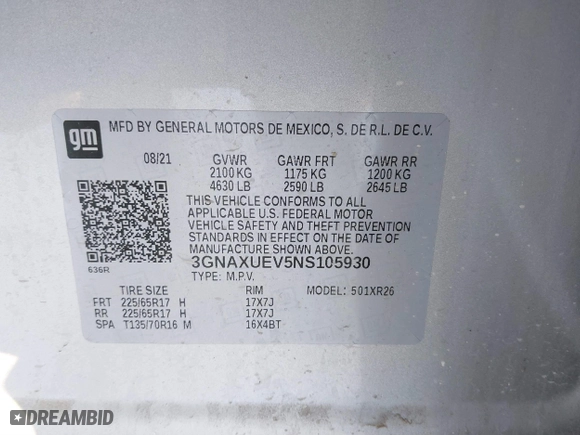 gm
MFD BY GENERAL MOTORS DE MEXICO, S. DE R.L. DE C.V.
08/21 GVWR GAWR FRT GAWR RR
2100 KG 1175 KG 1200 KG
4630 LB 2590 LB 2645 LB
THIS VEHICLE CONFORMS TO ALL
APPLICABLE U.S. FEDERAL MOTOR
VEHICLE SAFETY AND THEFT PREVENTION
STANDARDS IN EFFECT ON THE DATE OF
MANUFACTURE SHOWN ABOVE.
636R 3GNAXUEV5NS105930
TYPE: M.P.V.
TIRE SIZE RIM MODEL: 501XR26
FRT 225/65R17 H 17X7J
RR 225/65R17 H 17X7J
SPA T135/70R16 M 16X4BT
DREAMBID